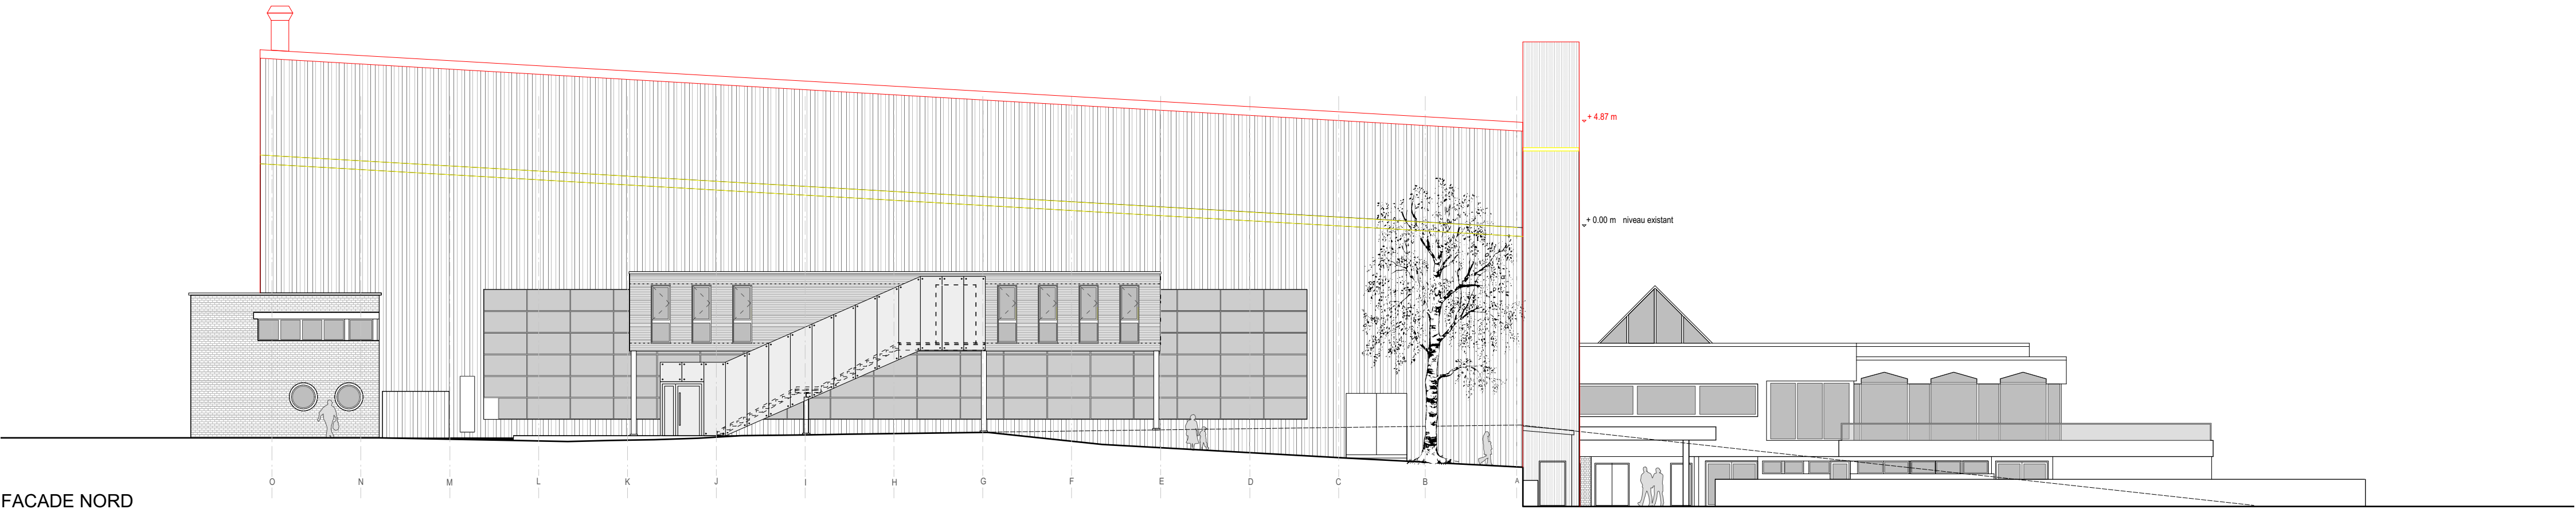 + 4.87 m
+ 0.00 m niveau existant
O N M L K J I H G F E D C B A
FACADE NORD